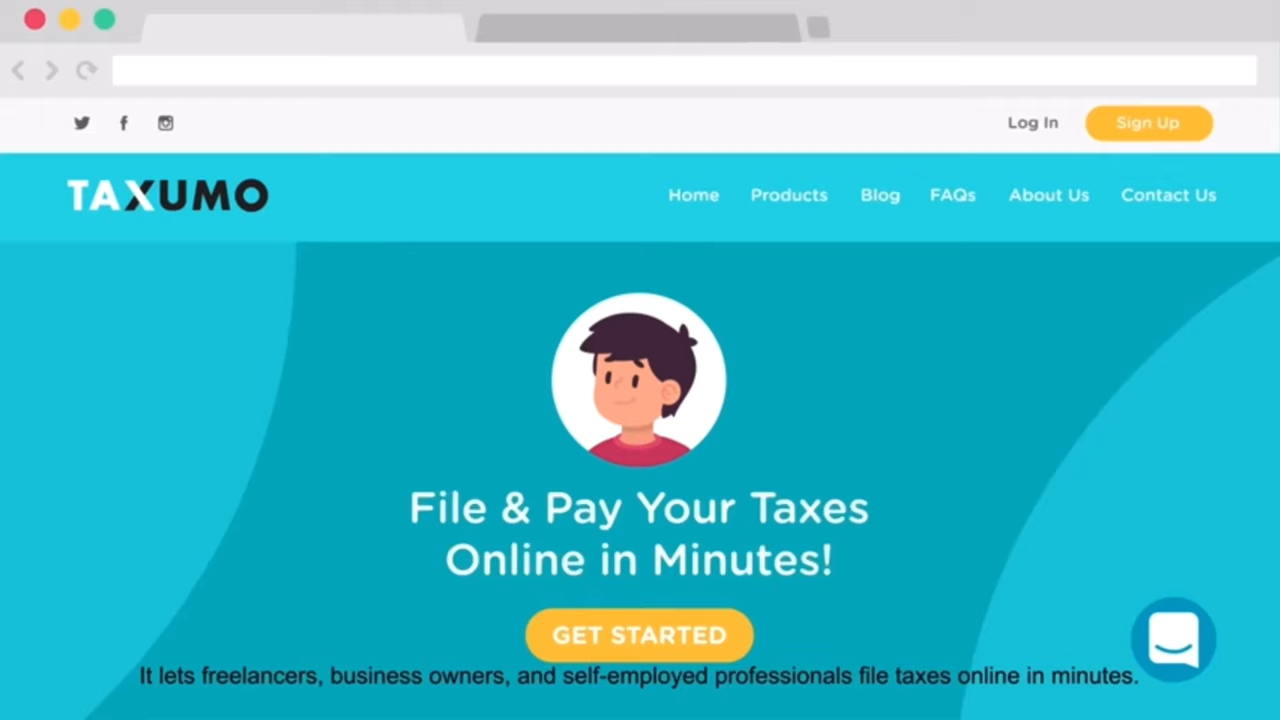 Log In
Sign Up
TAXUMO
Home
Products
Blog
FAQs
About Us
Contact Us
File & Pay Your Taxes
Online in Minutes!
GET STARTED
It lets freelancers, business owners, and self-employed professionals file taxes online in minutes.